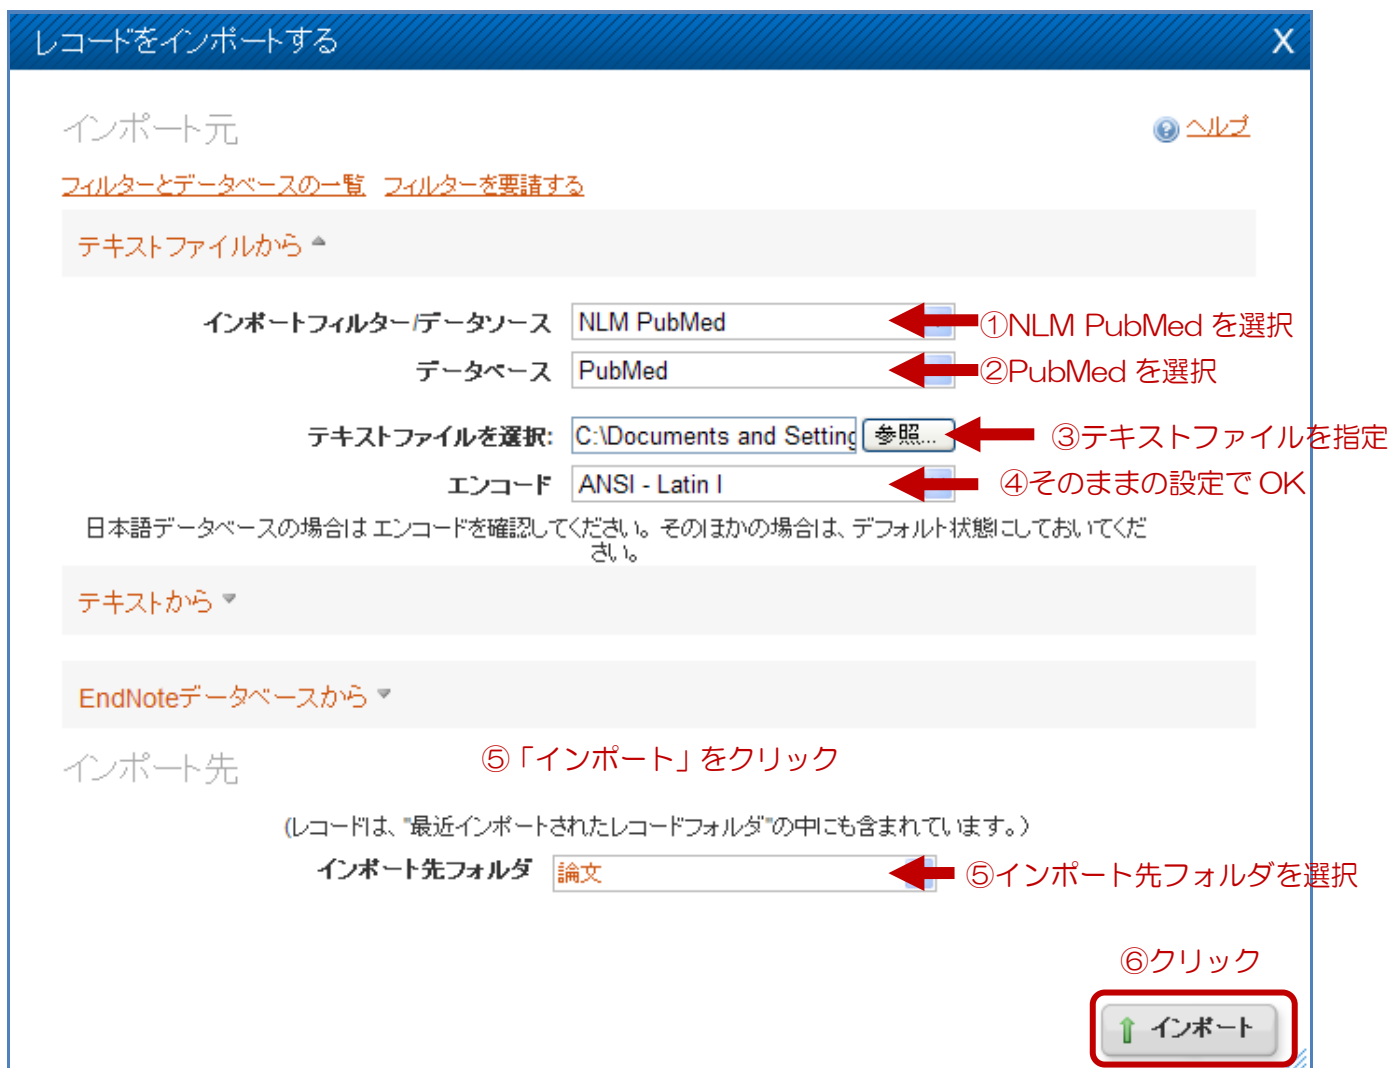 レコードをインポートする X
インポート元
ヘルプ
フィルターとデータベースの一覧 フィルターを要請する
テキストファイルから
インポートフィルター/データソース NLM PubMed ①NLM PubMed を選択
データベース PubMed ②PubMed を選択
テキストファイルを選択: C:\Documents and Setting 参照... ③テキストファイルを指定
エンコード ANSI - Latin I ④そのままの設定で OK
日本語データベースの場合は エンコードを確認してください。そのほかの場合は、デフォルト状態にしておいてくだ
さい。
テキストから
EndNoteデータベースから
⑤「インポート」をクリック
インポート先
(レコードは、"最近インポートされたレコードフォルダ"の中にも含まれています。)
インポート先フォルダ 論文 ⑤インポート先フォルダを選択
⑥クリック
インポート